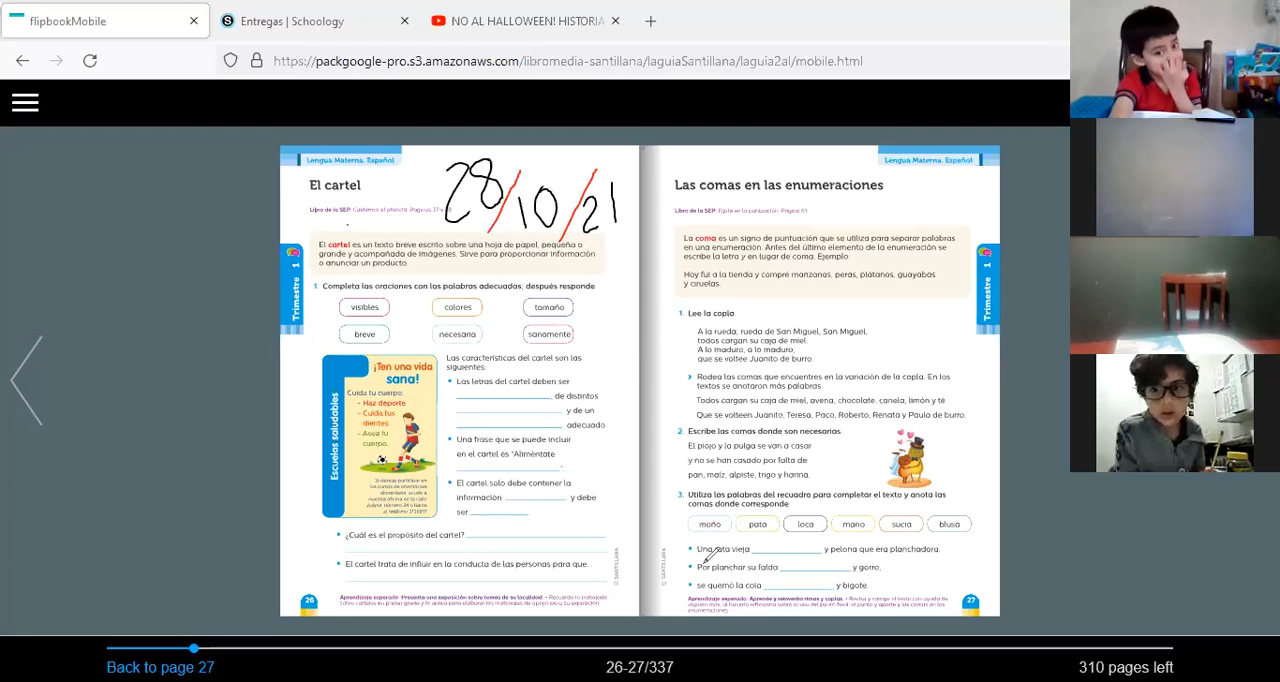 flipbookMobile
Entregas | Schoology
NO AL HALLOWEEN! HISTORIA
https://packgoogle-pro.s3.amazonaws.com/libromedia-santillana/laguiaSantillana/laguia2al/mobile.html
Lengua Materna. Español
El cartel
28/10/21
Libro de la SEP:
El cartel es un texto breve escrito sobre una hoja de papel, pequeña o
grande y acompañada de imágenes. Sirve para proporcionar información
o anunciar un producto.
1. Completa las oraciones con las palabras adecuadas; después responde
visibles
colores
tamaño
breve
necesaria
sanamente
Trimestre 1
Escuelas saludables
¡Ten una vida
sana!
Cuida tu cuerpo:
- Haz deporte.
- Cuida tus
dientes.
- Asea tu
cuerpo.
Las características del cartel son las
siguientes:
• Las letras del cartel deben ser
, de distintos
y de un
adecuado.
• Una frase que se puede incluir
en el cartel es "Aliméntate
".
• El cartel solo debe contener la
información y debe
ser
• ¿Cuál es el propósito del cartel?
• El cartel trata de influir en la conducta de las personas para que...
26
© SANTILLANA
Lengua Materna. Español
Las comas en las enumeraciones
Libro de la SEP: Página 61
La coma es un signo de puntuación que se utiliza para separar palabras
en una enumeración. Antes del último elemento de la enumeración se
escribe la letra y en lugar de coma. Ejemplo:
Hoy fui a la tienda y compré manzanas, peras, plátanos, guayabas
y ciruelas.
Trimestre 1
1. Lee la copla.
A la rueda, rueda de San Miguel, San Miguel,
todos cargan su caja de miel.
A lo maduro, a lo maduro,
que se voltee Juanito de burro.
Rodea las comas que encuentres en la variación de la copla. En los
textos se anotaron más palabras.
Todos cargan su caja de miel, avena, chocolate, canela, limón y té.
Que se volteen Juanito, Teresa, Paco, Roberto, Renata y Paula de burro.
2. Escribe las comas donde son necesarias.
El piojo y la pulga se van a casar
y no se han casado por falta de
pan, maíz, alpiste, trigo y harina.
3. Utiliza las palabras del recuadro para completar el texto y anota las
comas donde corresponde.
moño
pata
loca
mano
sucia
blusa
• Una rata vieja y pelona que era planchadora.
• Por planchar su falda y gorro,
• se quemó la cola y bigote.
27
© SANTILLANA
Back to page 27
26-27/337
310 pages left